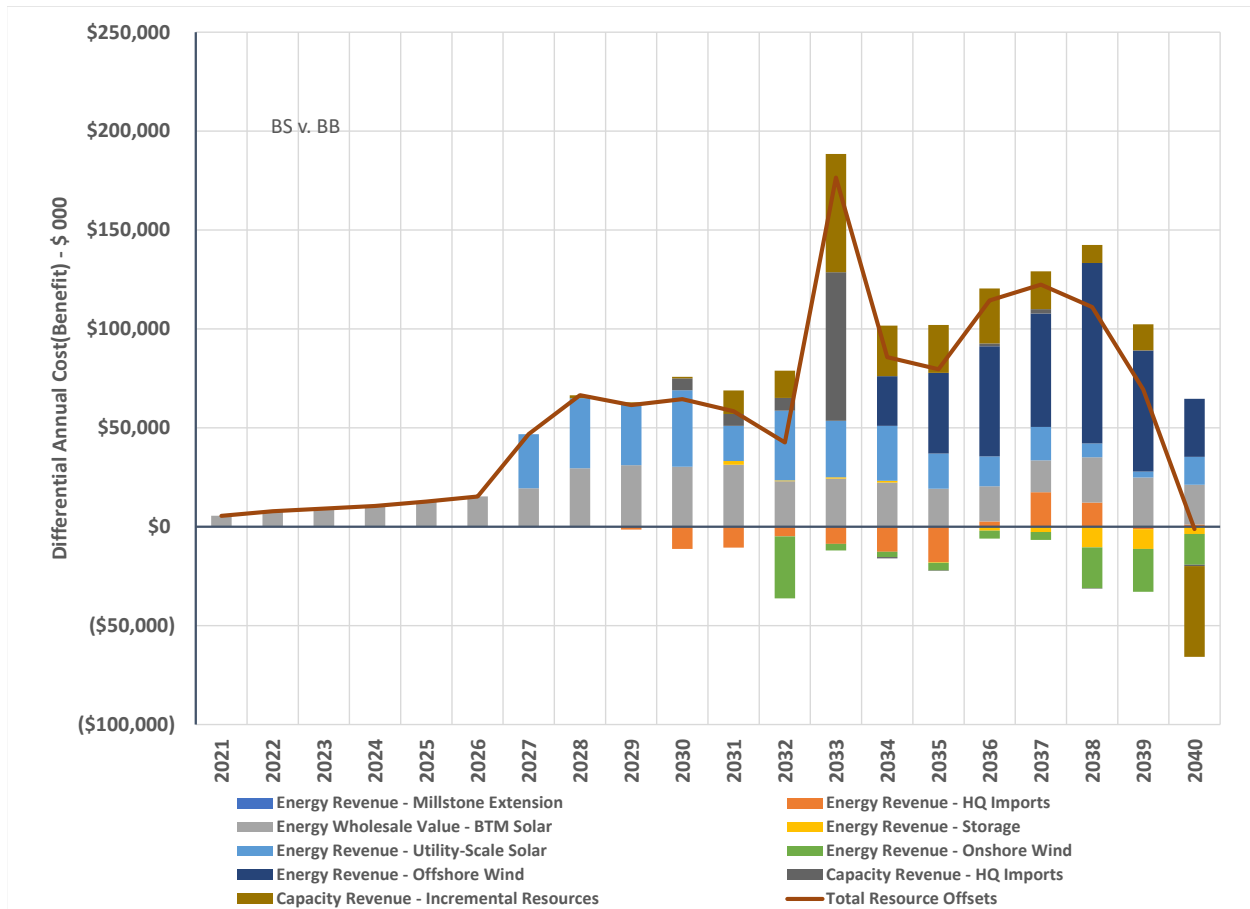 $250,000
$200,000
$150,000
$100,000
$50,000
$0
($50,000)
($100,000)
Differential Annual Cost(Benefit) - $ 000
BS v. BB
2021
2022
2023
2024
2025
2026
2027
2028
2029
2030
2031
2032
2033
2034
2035
2036
2037
2038
2039
2040
Energy Revenue - Millstone Extension
Energy Revenue - HQ Imports
Energy Wholesale Value - BTM Solar
Energy Revenue - Storage
Energy Revenue - Utility-Scale Solar
Energy Revenue - Onshore Wind
Energy Revenue - Offshore Wind
Capacity Revenue - HQ Imports
Capacity Revenue - Incremental Resources
Total Resource Offsets